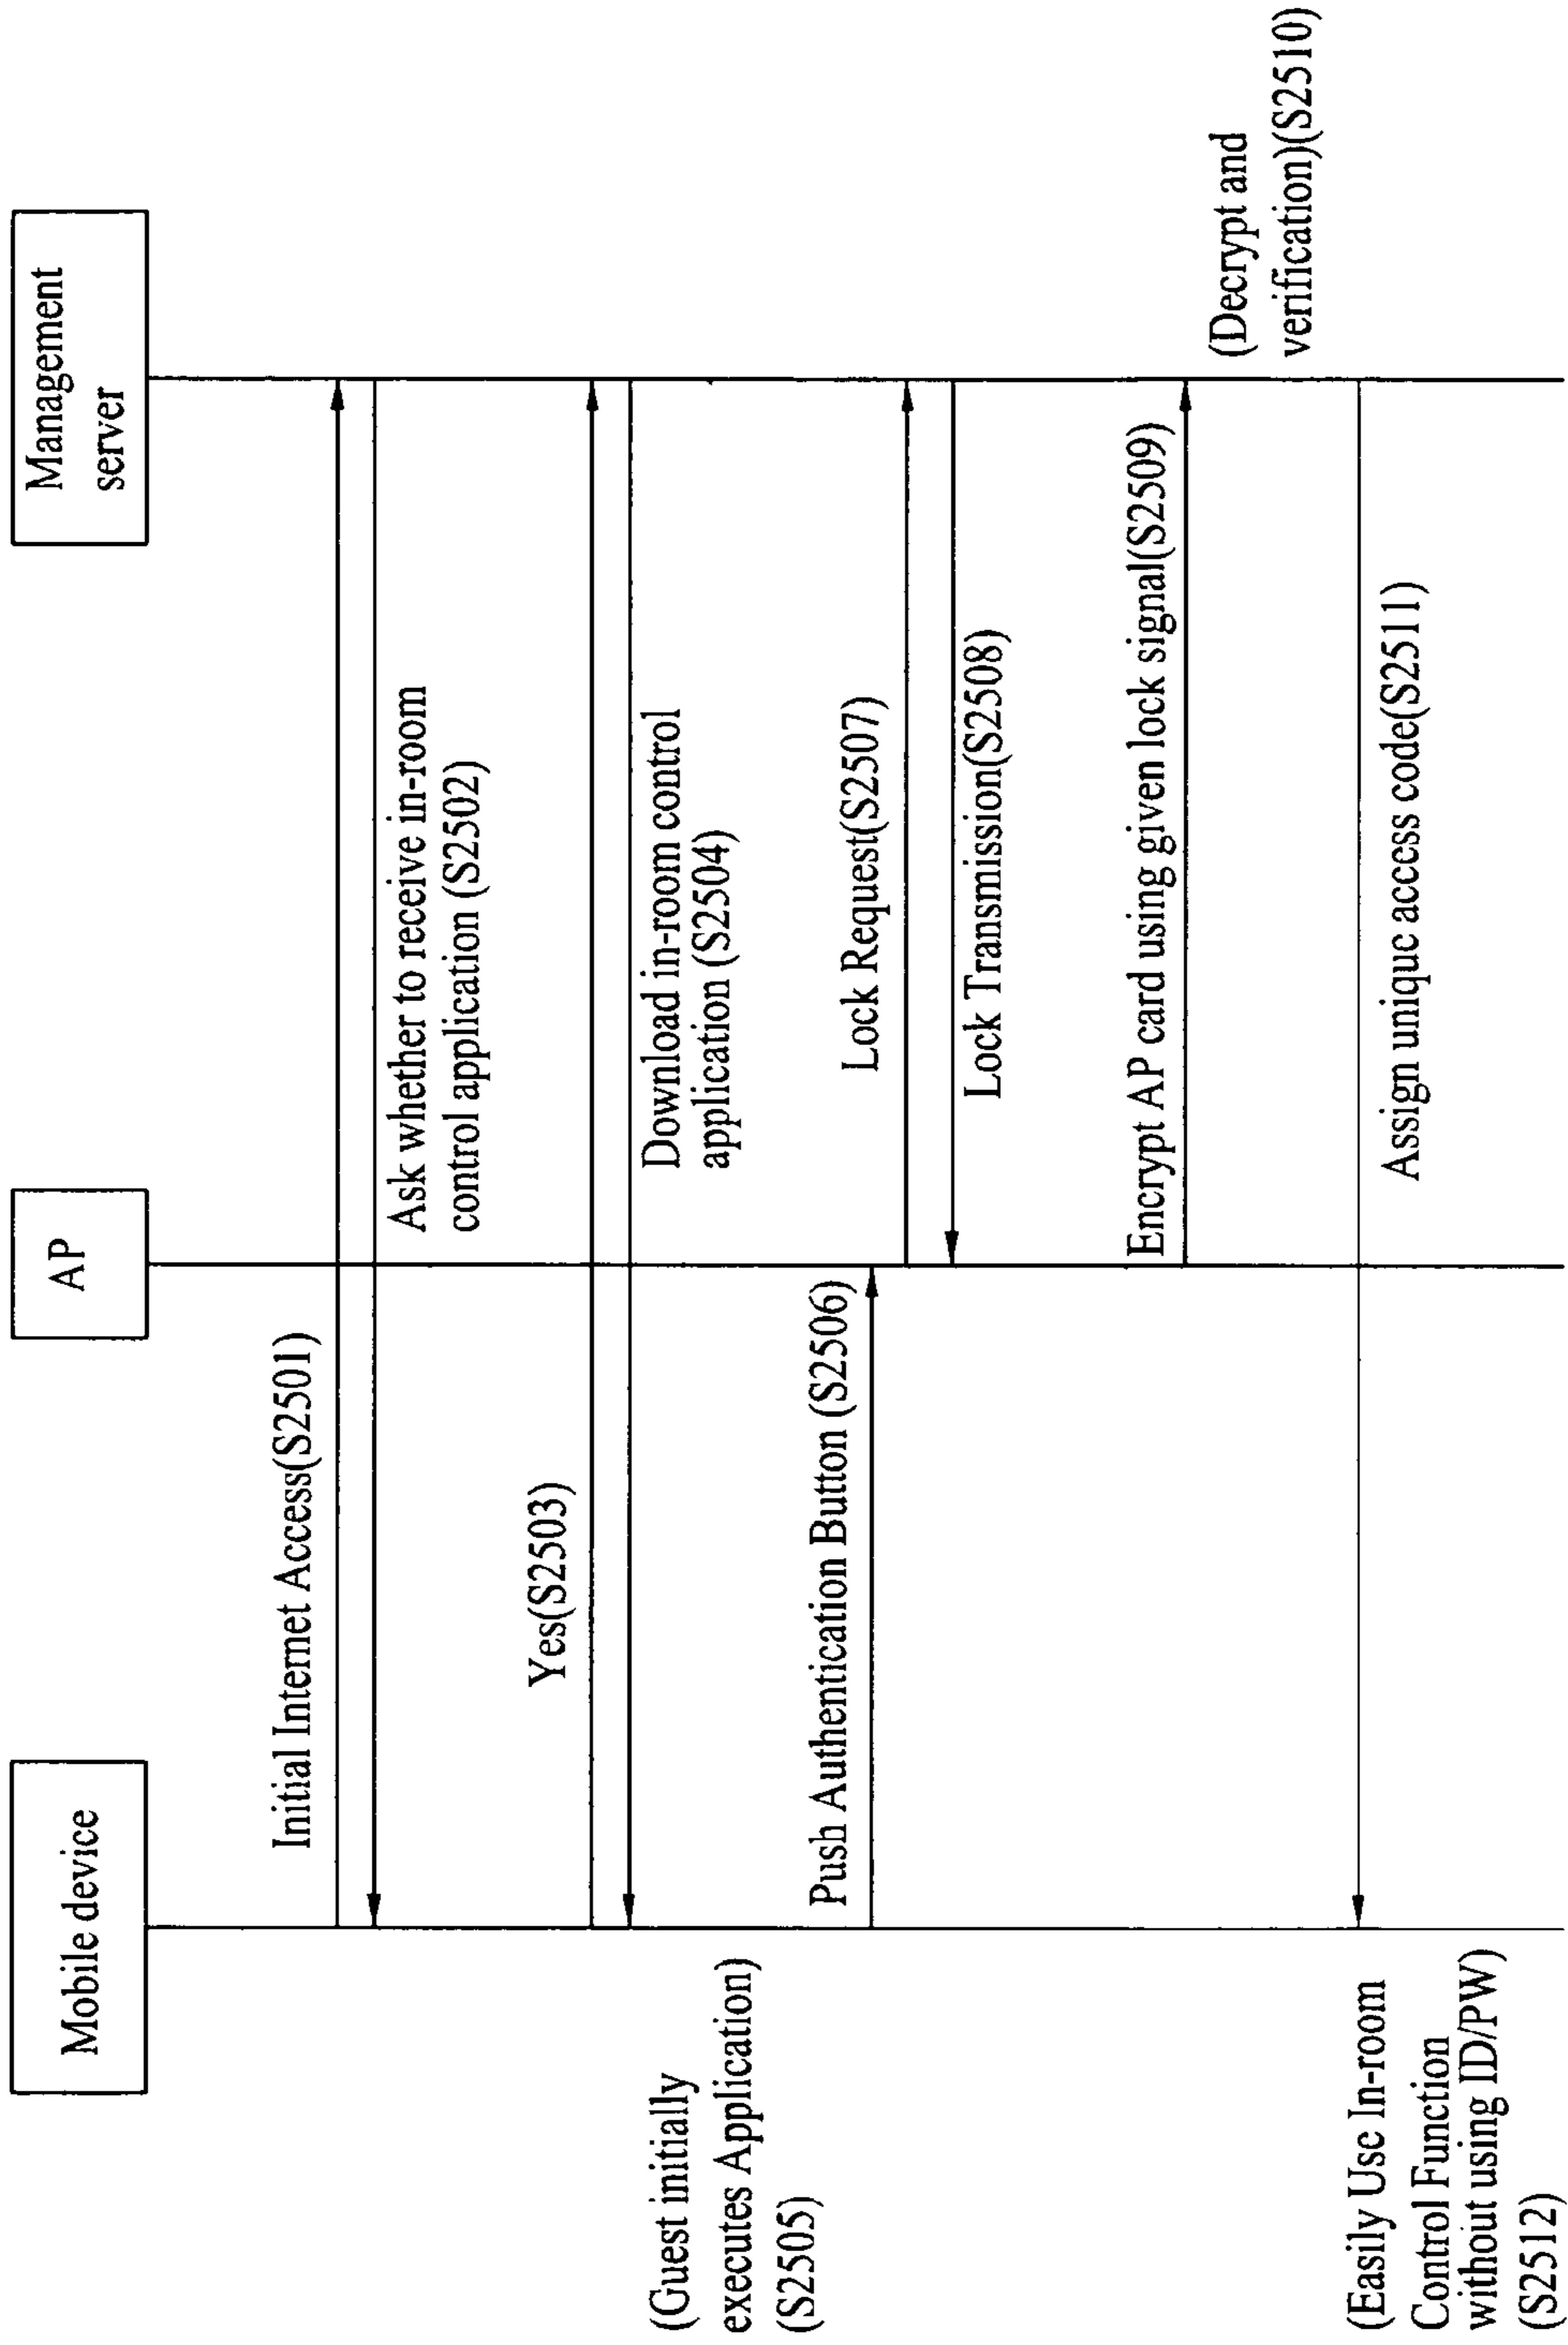 Mobile device
AP
Management
server
Initial Internet Access(S2501)
Ask whether to receive in-room
control application (S2502)
Yes(S2503)
Download in-room control
application (S2504)
(Guest initially
executes Application)
(S2505)
Push Authentication Button (S2506)
Lock Request(S2507)
Lock Transmission(S2508)
Encrypt AP card using given lock signal(S2509)
(Decrypt and
verification)(S2510)
Assign unique access code(S2511)
(Easily Use In-room
Control Function
without using ID/PW)
(S2512)